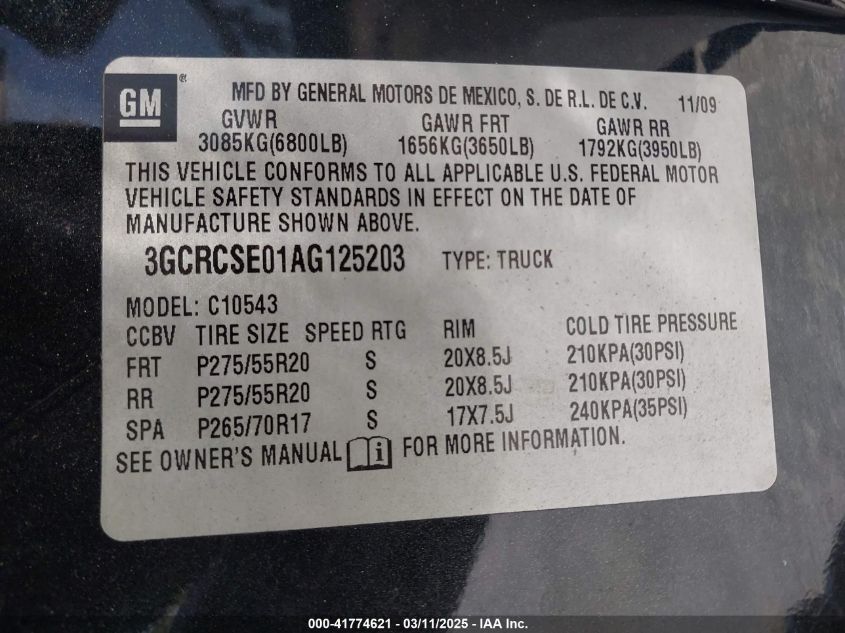 GM ® MFD BY GENERAL MOTORS DE MEXICO, S. DE R.L. DE C.V. 11/09
GVWR GAWR FRT GAWR RR
3085KG(6800LB) 1656KG(3650LB) 1792KG(3950LB)
THIS VEHICLE CONFORMS TO ALL APPLICABLE U.S. FEDERAL MOTOR
VEHICLE SAFETY STANDARDS IN EFFECT ON THE DATE OF
MANUFACTURE SHOWN ABOVE.
3GCRCSE01AG125203 TYPE: TRUCK
MODEL: C10543
CCBV TIRE SIZE SPEED RTG RIM COLD TIRE PRESSURE
FRT P275/55R20 S 20X8.5J 210KPA(30PSI)
RR P275/55R20 S 20X8.5J 210KPA(30PSI)
SPA P265/70R17 S 17X7.5J 240KPA(35PSI)
SEE OWNER'S MANUAL i FOR MORE INFORMATION.
000-41774621 - 03/11/2025 - IAA Inc.